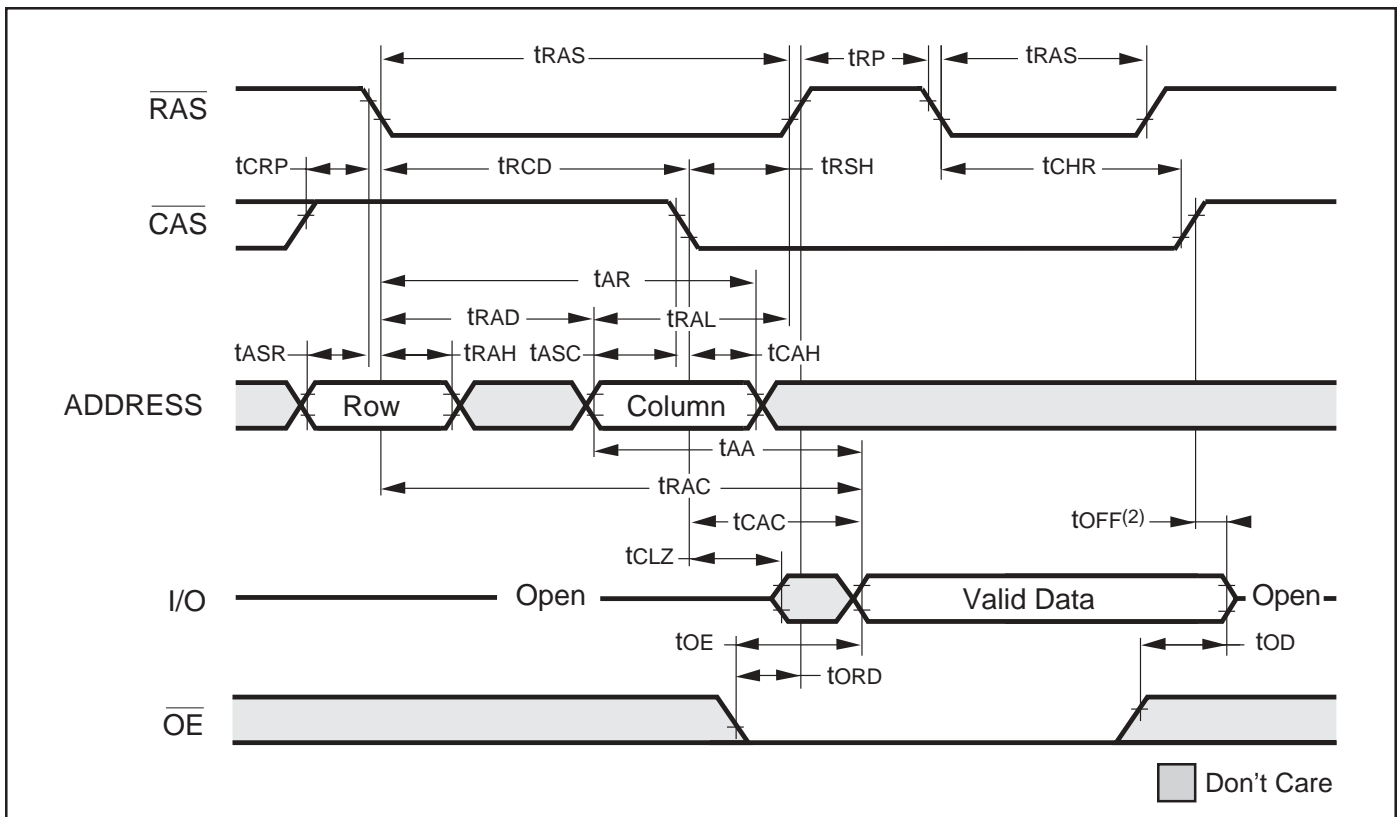 tRAS tRP tRAS
RAS
tCRP tRCD tRSH tCHR
CAS
tAR
tRAD tRAL
tASR tRAH tASC tCAH
ADDRESS Row Column
tAA
tRAC
tCAC tOFF(2)
tCLZ
I/O Open Valid Data Open
tOE tOD
tORD
OE
Don't Care